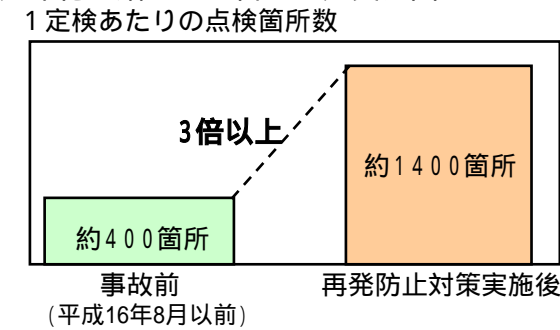 1定検あたりの点検箇所数
3倍以上
約1400箇所
約400箇所
事故前
再発防止対策実施後
(平成16年8月以前)